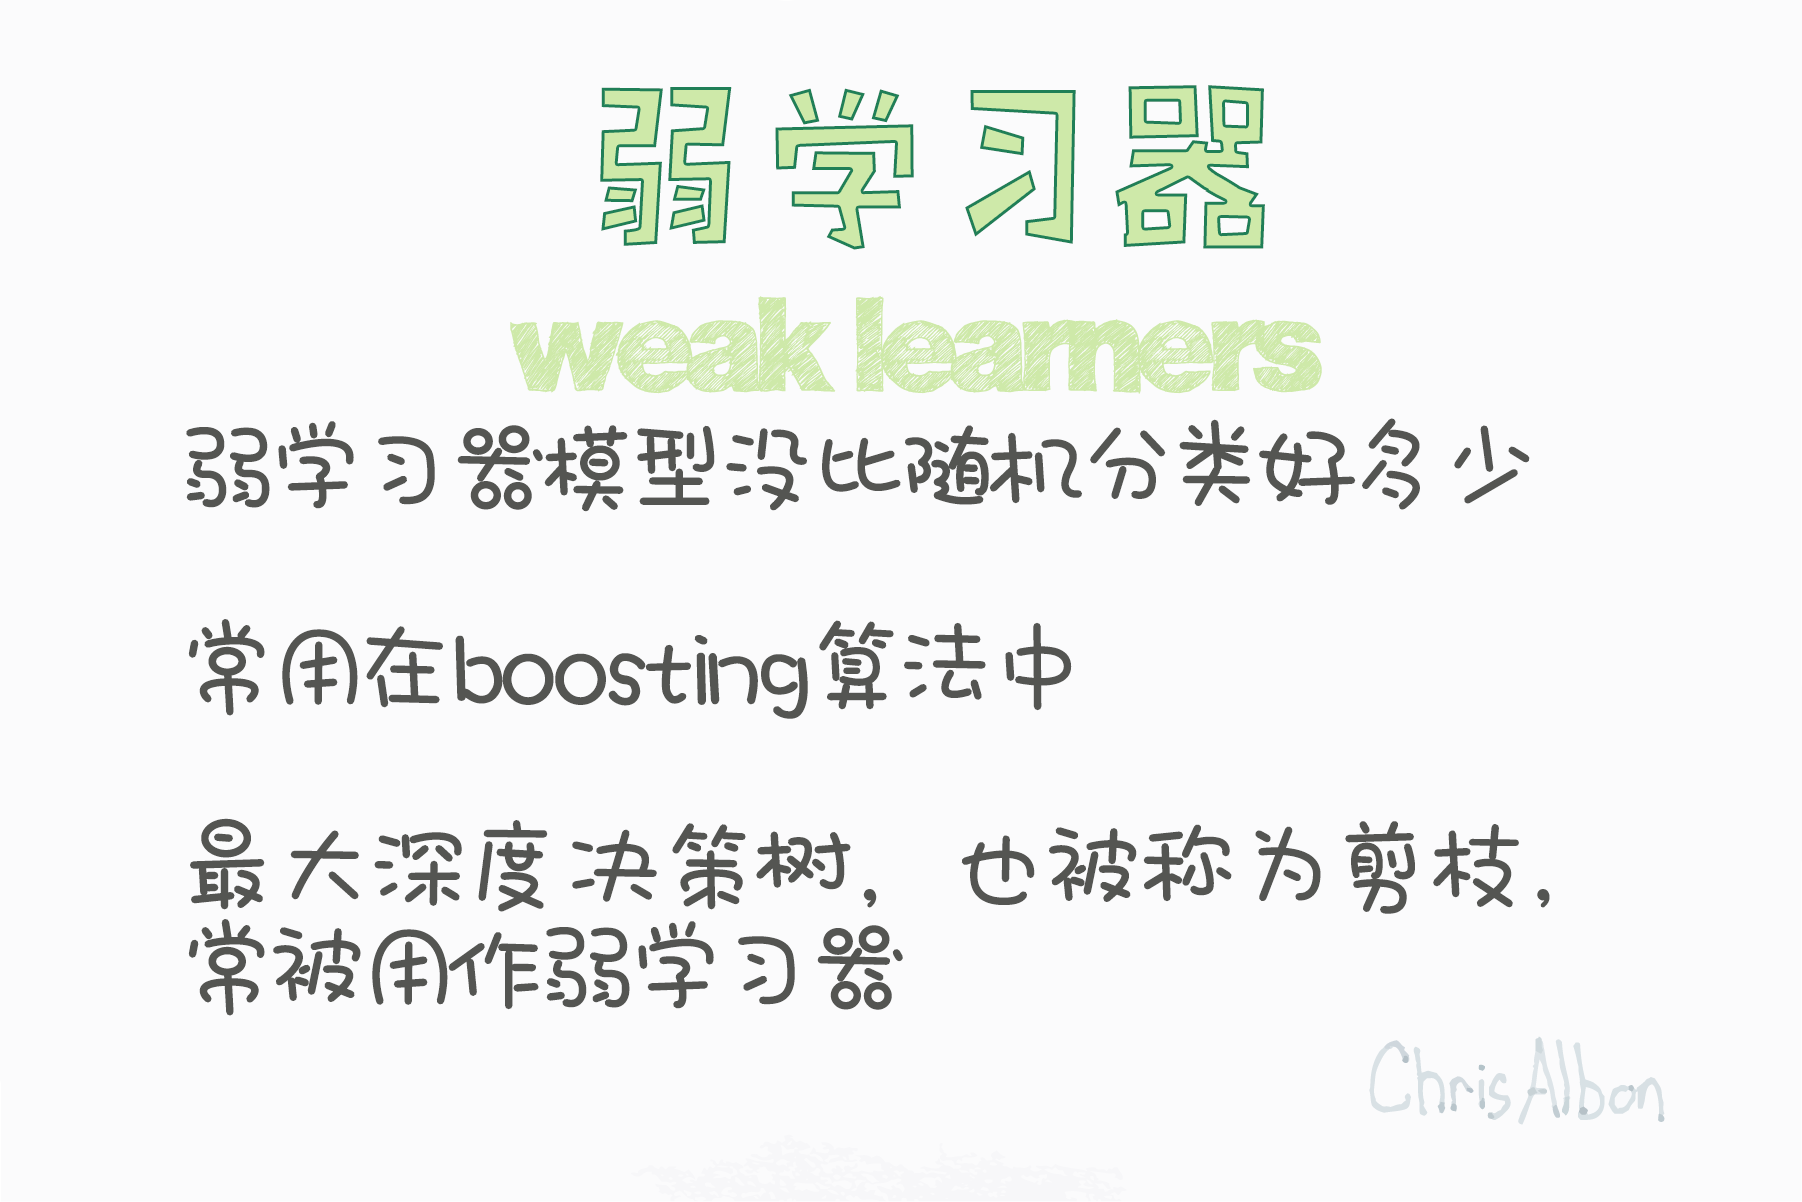 弱学习器
weak learners
弱学习器模型没比随机分类好多少
常用在boosting算法中
最大深度决策树，也被称为剪枝，
常被用作弱学习器
Chris Albon